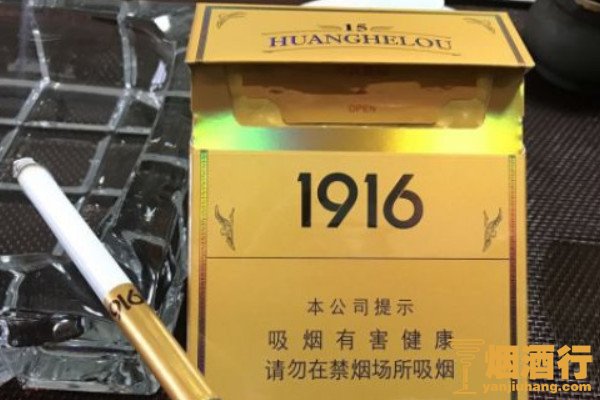 15
HUANGHELOU
OPEN
1916
本公司提示
吸烟有害健康
请勿在禁烟场所吸烟
1916
烟酒行
yanjiuhang.com